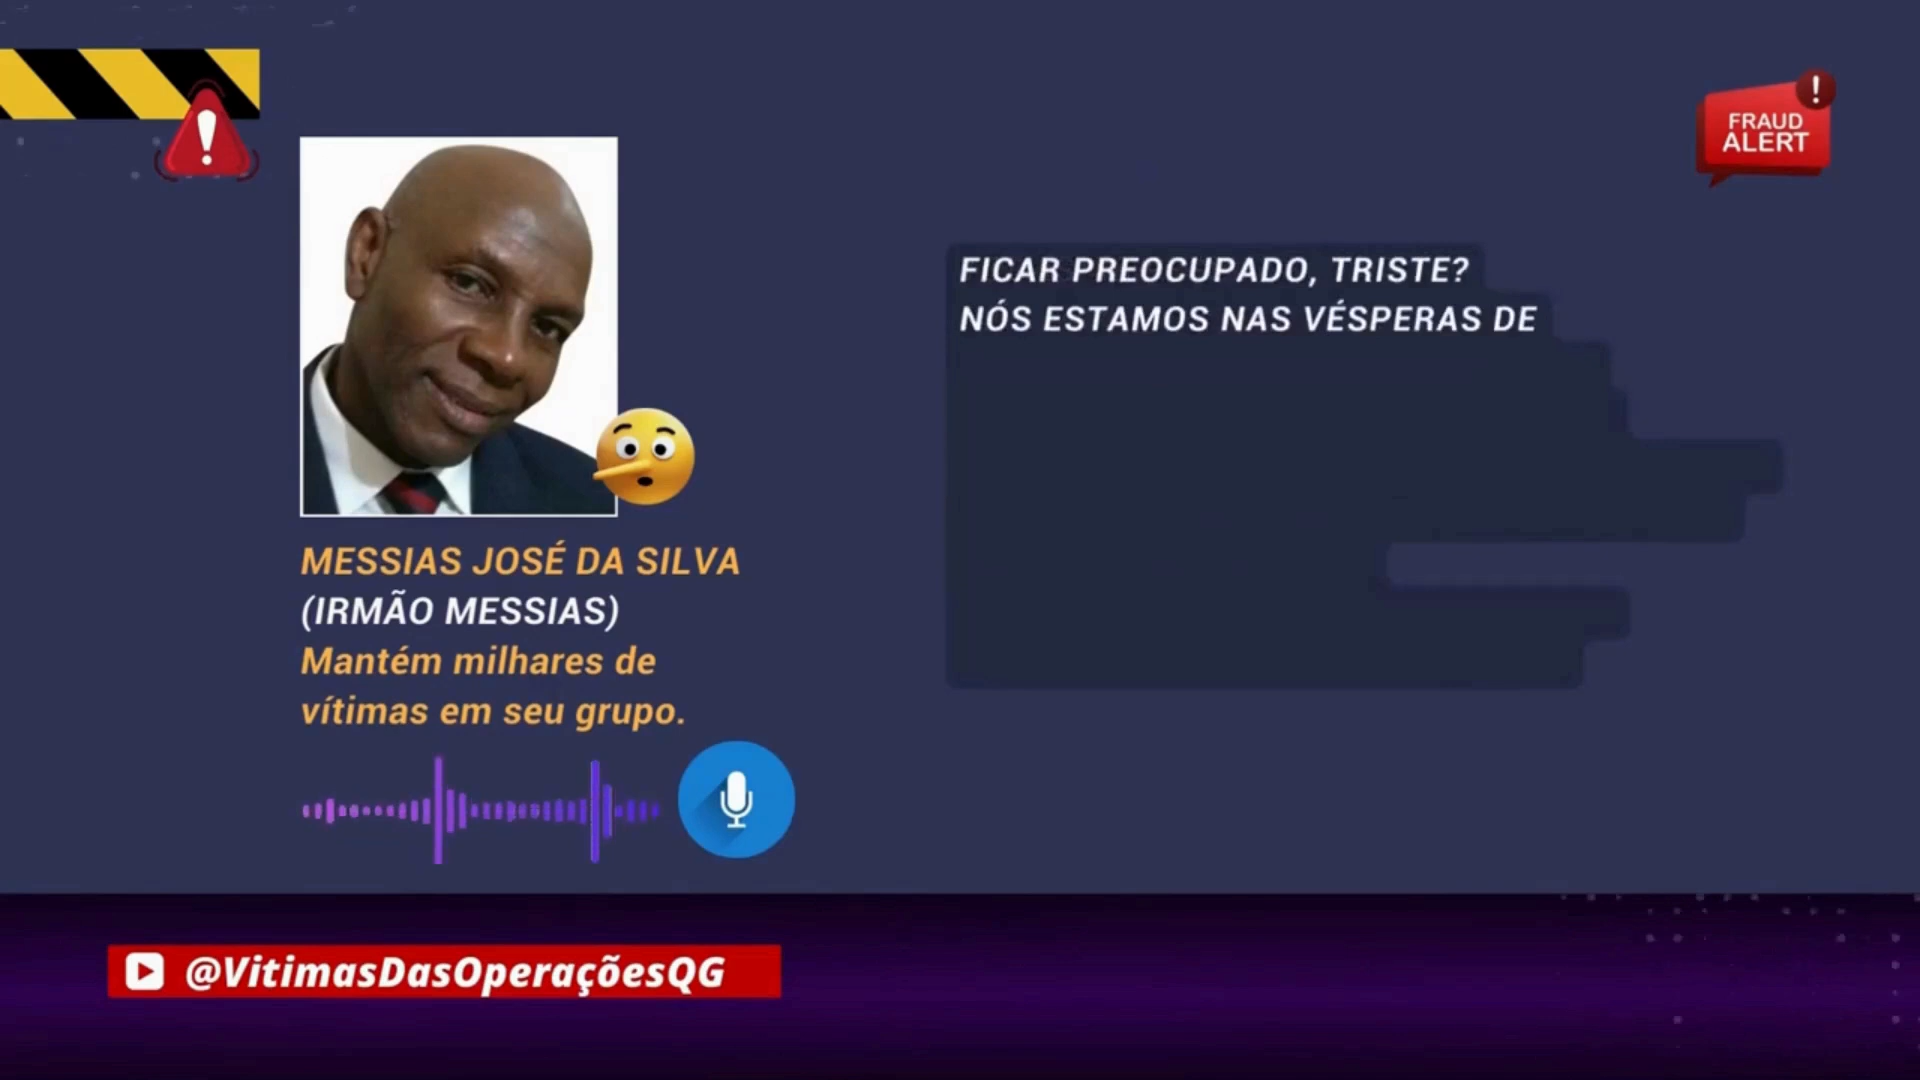 FRAUD
ALERT
FICAR PREOCUPADO, TRISTE?
NÓS ESTAMOS NAS VÉSPERAS DE
MESSIAS JOSÉ DA SILVA
(IRMÃO MESSIAS)
Mantém milhares de
vítimas em seu grupo.
@VitimasDasOperaçõesQG